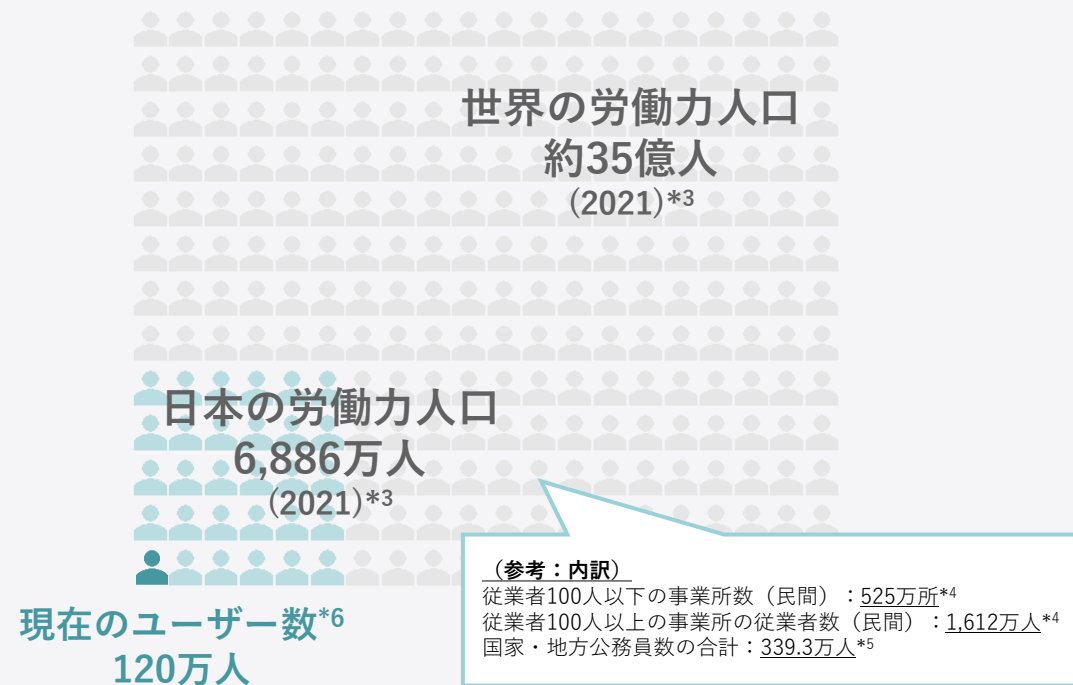 世界の労働力人口
約35億人
(2021)*3
日本の労働力人口
6,886万人
(2021)*3
（参考：内訳）
従業者100人以下の事業所数（民間）：525万所*4
従業者100人以上の事業所の従業者数（民間）：1,612万人*4
国家・地方公務員数の合計：339.3万人*5
現在のユーザー数*6
120万人